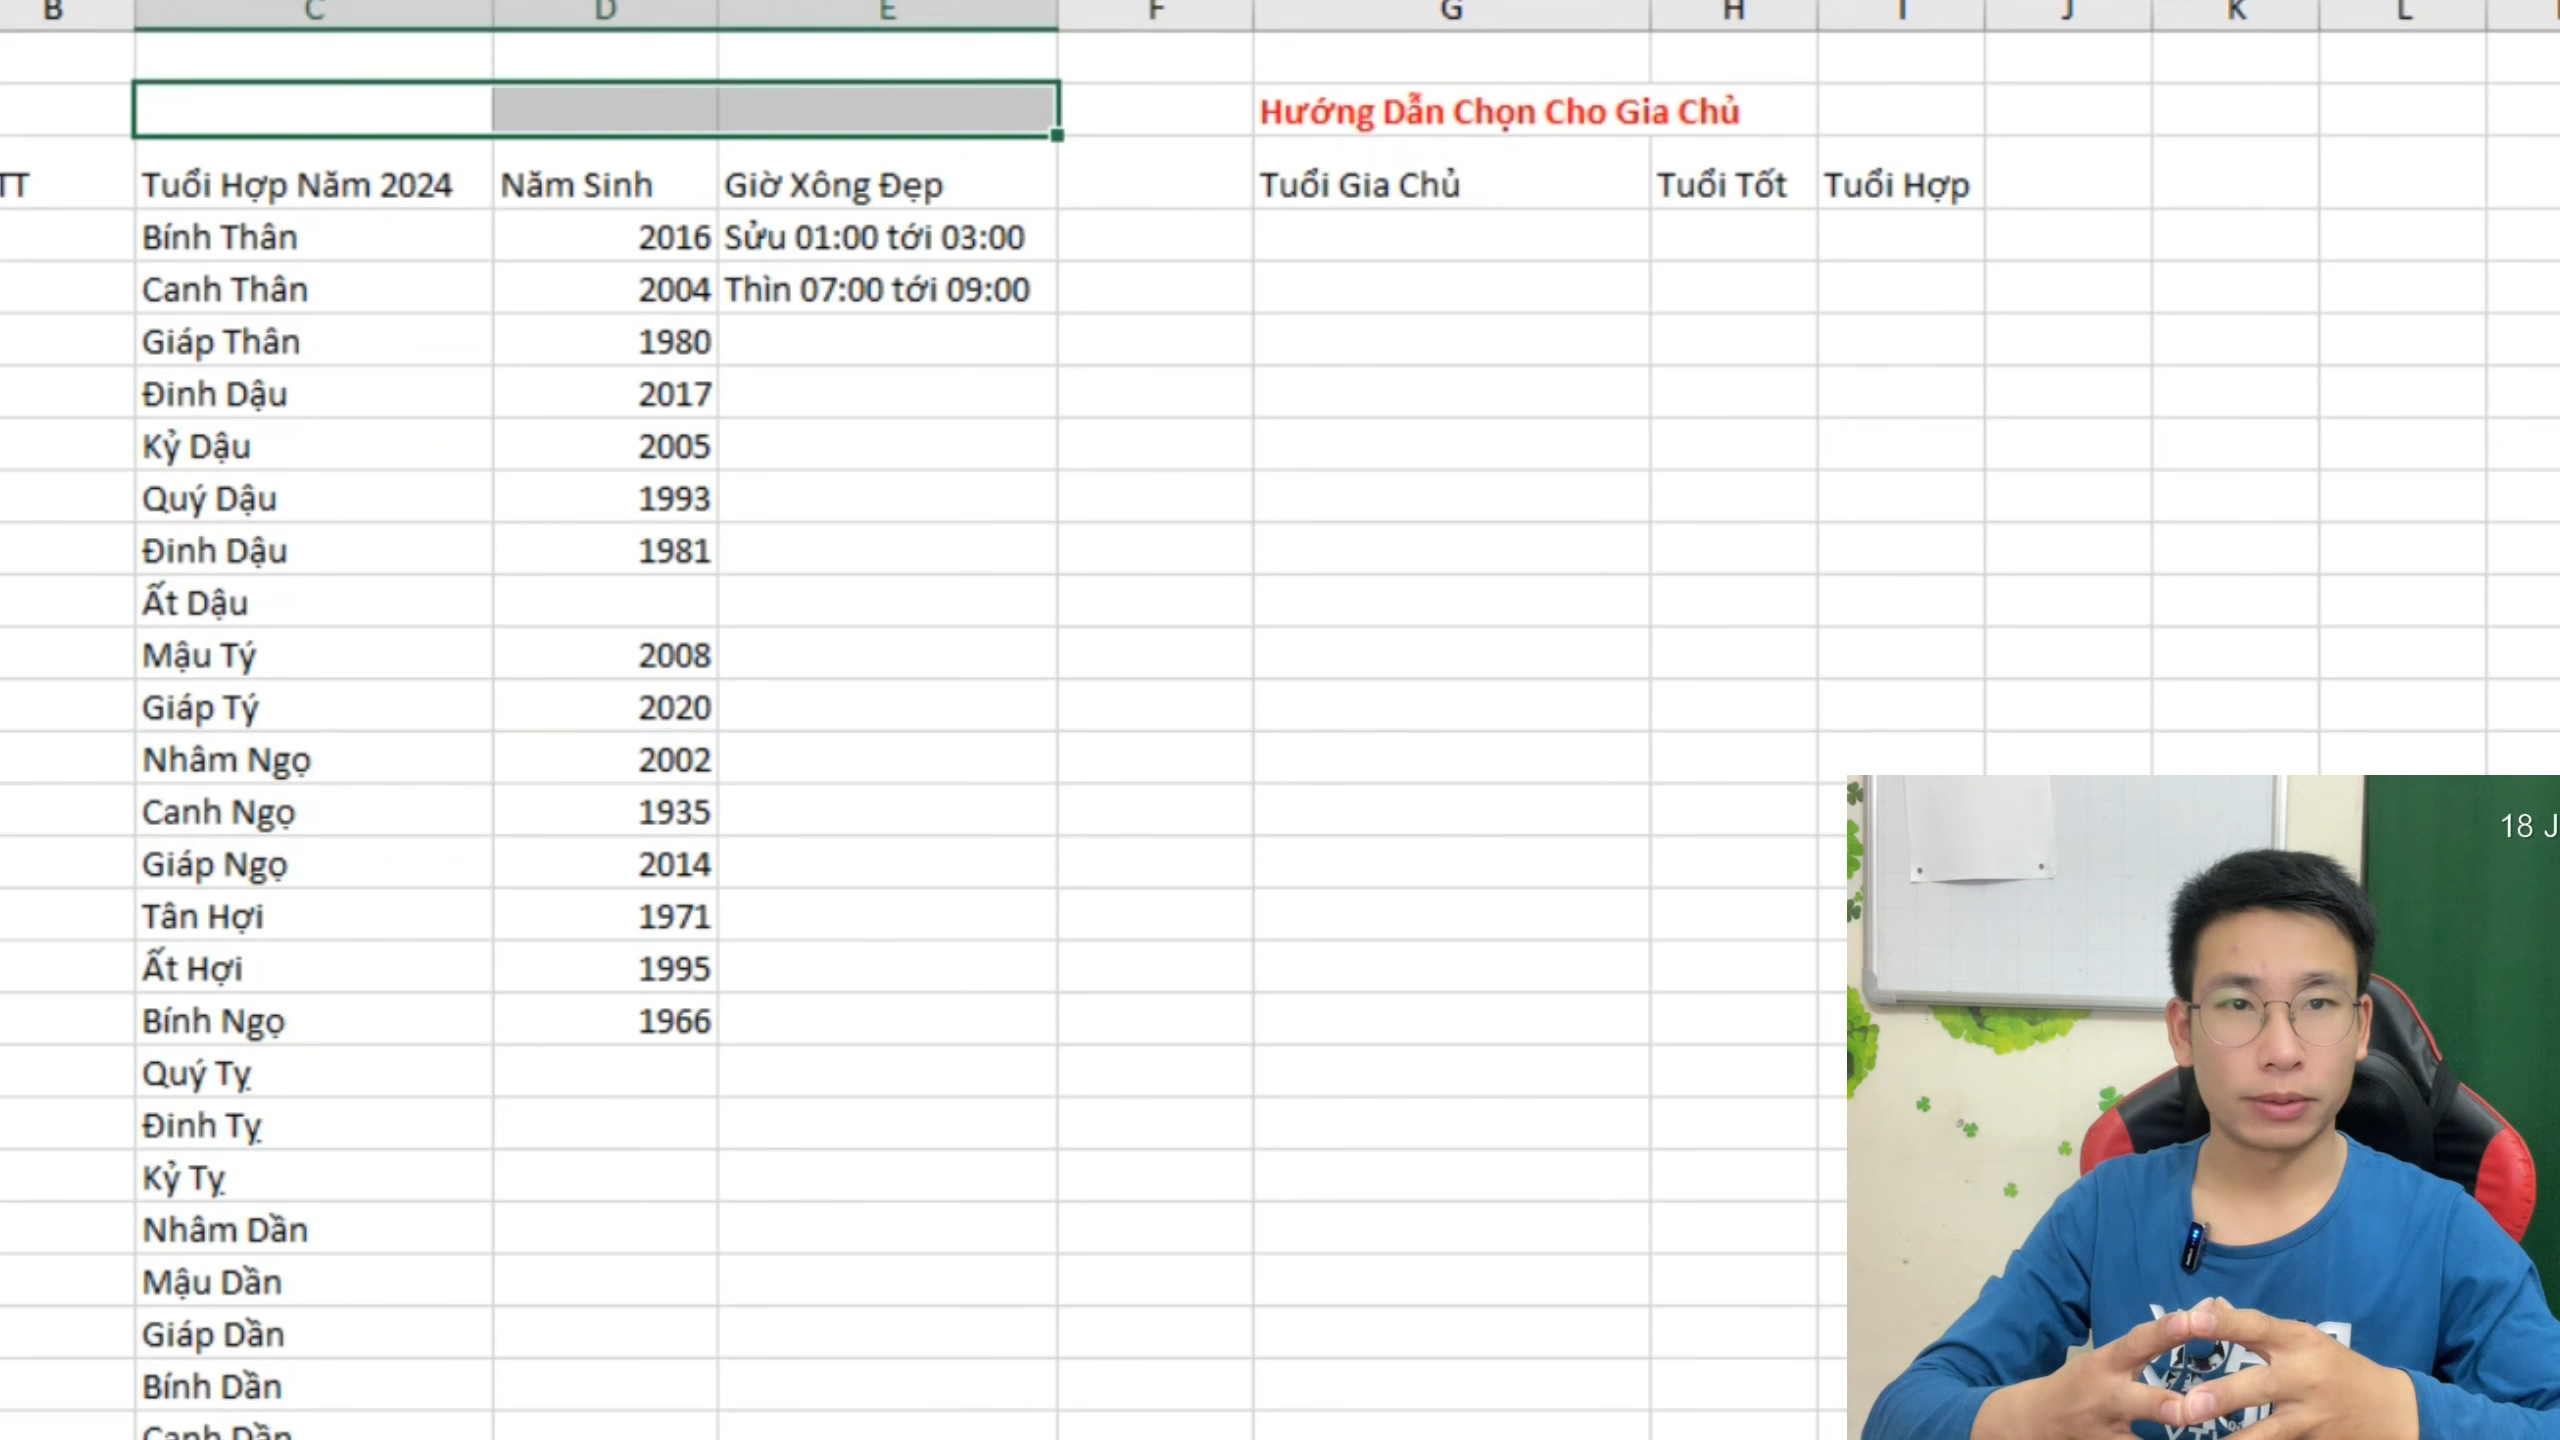 B C D E F G H I J K L
Hướng Dẫn Chọn Cho Gia Chủ
TT Tuổi Hợp Năm 2024 Năm Sinh Giờ Xông Đẹp Tuổi Gia Chủ Tuổi Tốt Tuổi Hợp
Bính Thân 2016 Sửu 01:00 tới 03:00
Canh Thân 2004 Thìn 07:00 tới 09:00
Giáp Thân 1980
Đinh Dậu 2017
Kỷ Dậu 2005
Quý Dậu 1993
Đinh Dậu 1981
Ất Dậu
Mậu Tý 2008
Giáp Tý 2020
Nhâm Ngọ 2002
Canh Ngọ 1935
Giáp Ngọ 2014
Tân Hợi 1971
Ất Hợi 1995
Bính Ngọ 1966
Quý Tỵ
Đinh Tỵ
Kỷ Tỵ
Nhâm Dần
Mậu Dần
Giáp Dần
Bính Dần
Canh Dần
18 J